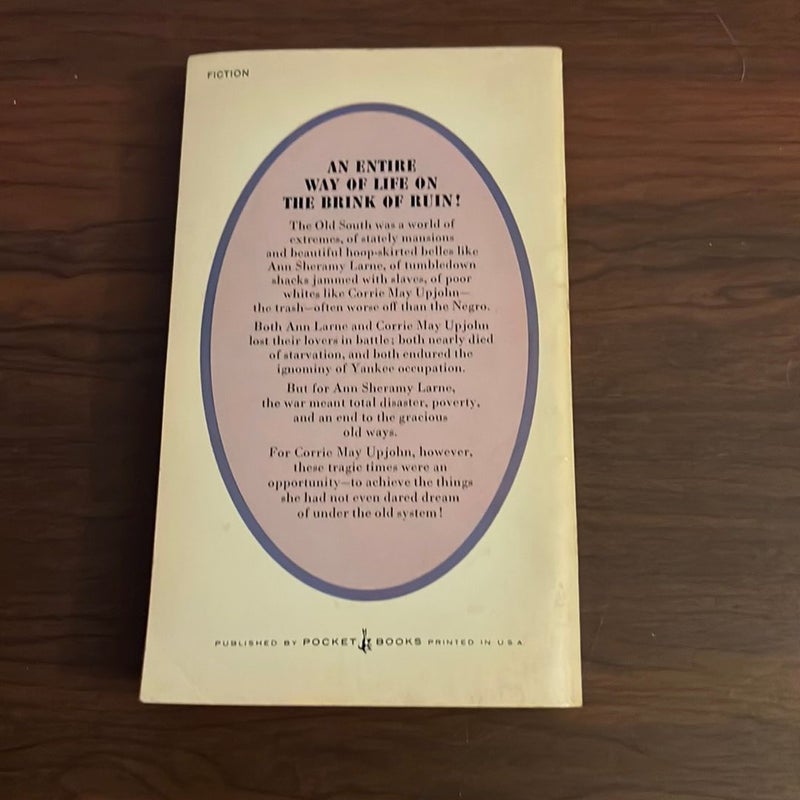 FICTION
AN ENTIRE
WAY OF LIFE ON
THE BRINK OF RUIN!
The Old South was a world of
extremes, of stately mansions
and beautiful hoop-skirted belles like
Ann Sheramy Larne, of tumbledown
shacks jammed with slaves, of poor
whites like Corrie May Upjohn—
the trash—often worse off than the Negro.
Both Ann Larne and Corrie May Upjohn
lost their lovers in battle; both nearly died
of starvation, and both endured the
ignominy of Yankee occupation.
But for Ann Sheramy Larne,
the war meant total disaster, poverty,
and an end to the gracious
old ways.
For Corrie May Upjohn, however,
these tragic times were an
opportunity—to achieve the things
she had not even dared dream
of under the old system!
PUBLISHED BY POCKET BOOKS PRINTED IN U.S.A.